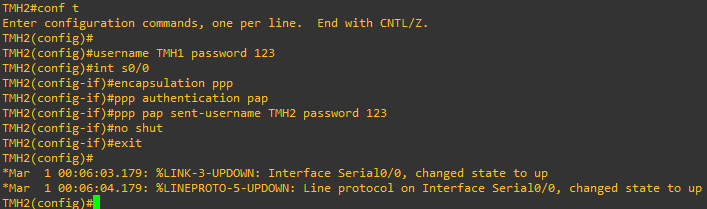 TMH2#conf t
Enter configuration commands, one per line.  End with CNTL/Z.
TMH2(config)#
TMH2(config)#username TMH1 password 123
TMH2(config)#int s0/0
TMH2(config-if)#encapsulation ppp
TMH2(config-if)#ppp authentication pap
TMH2(config-if)#ppp pap sent-username TMH2 password 123
TMH2(config-if)#no shut
TMH2(config-if)#exit
TMH2(config)#
*Mar  1 00:06:03.179: %LINK-3-UPDOWN: Interface Serial0/0, changed state to up
*Mar  1 00:06:04.179: %LINEPROTO-5-UPDOWN: Line protocol on Interface Serial0/0, changed state to up
TMH2(config)#